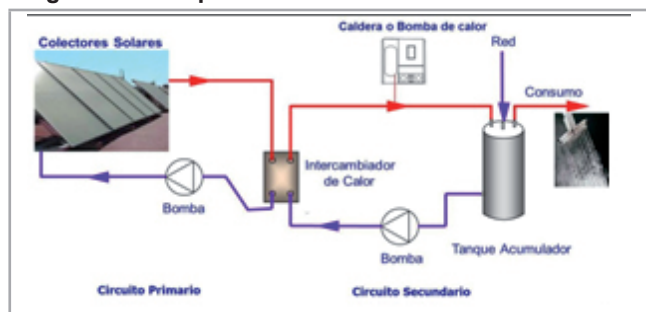 Caldera o Bomba de calor
Colectores Solares
Red
Consumo
Intercambiador
de Calor
Bomba
Bomba
Tanque Acumulador
Circuito Primario
Circuito Secundario